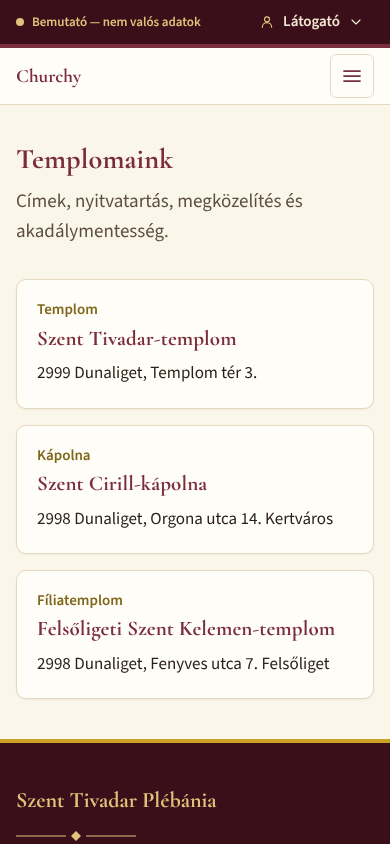 Bemutató — nem valós adatok
Látogató
Churchy
Templomaink
Címek, nyitvatartás, megközelítés és
akadálymentesség.
Templom
Szent Tivadar-templom
2999 Dunaliget, Templom tér 3.
Kápolna
Szent Cirill-kápolna
2998 Dunaliget, Orgona utca 14. Kertváros
Fíliatemplom
Felsőligeti Szent Kelemen-templom
2998 Dunaliget, Fenyves utca 7. Felsőliget
Szent Tivadar Plébánia